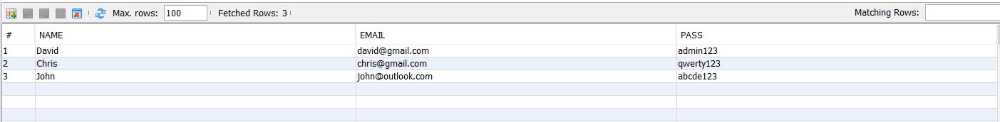 Max. rows: 100 Fetched Rows: 3 Matching Rows:
# NAME EMAIL PASS
1 David david@gmail.com admin123
2 Chris chris@gmail.com qwerty123
3 John john@outlook.com abcde123